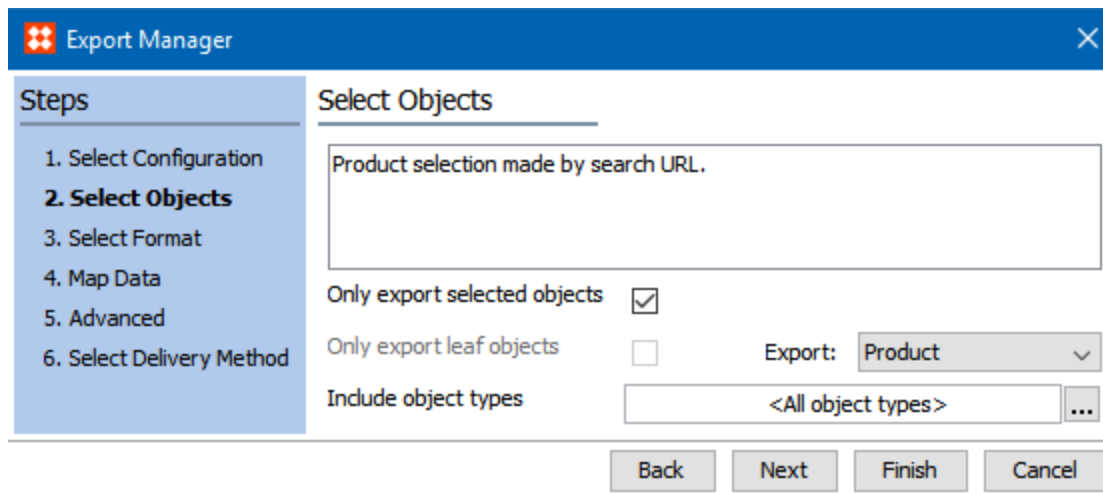 Export Manager
Steps
1. Select Configuration
2. Select Objects
3. Select Format
4. Map Data
5. Advanced
6. Select Delivery Method
Select Objects
Product selection made by search URL.
Only export selected objects
Only export leaf objects
Export: Product
Include object types
<All object types>
...
Back Next Finish Cancel